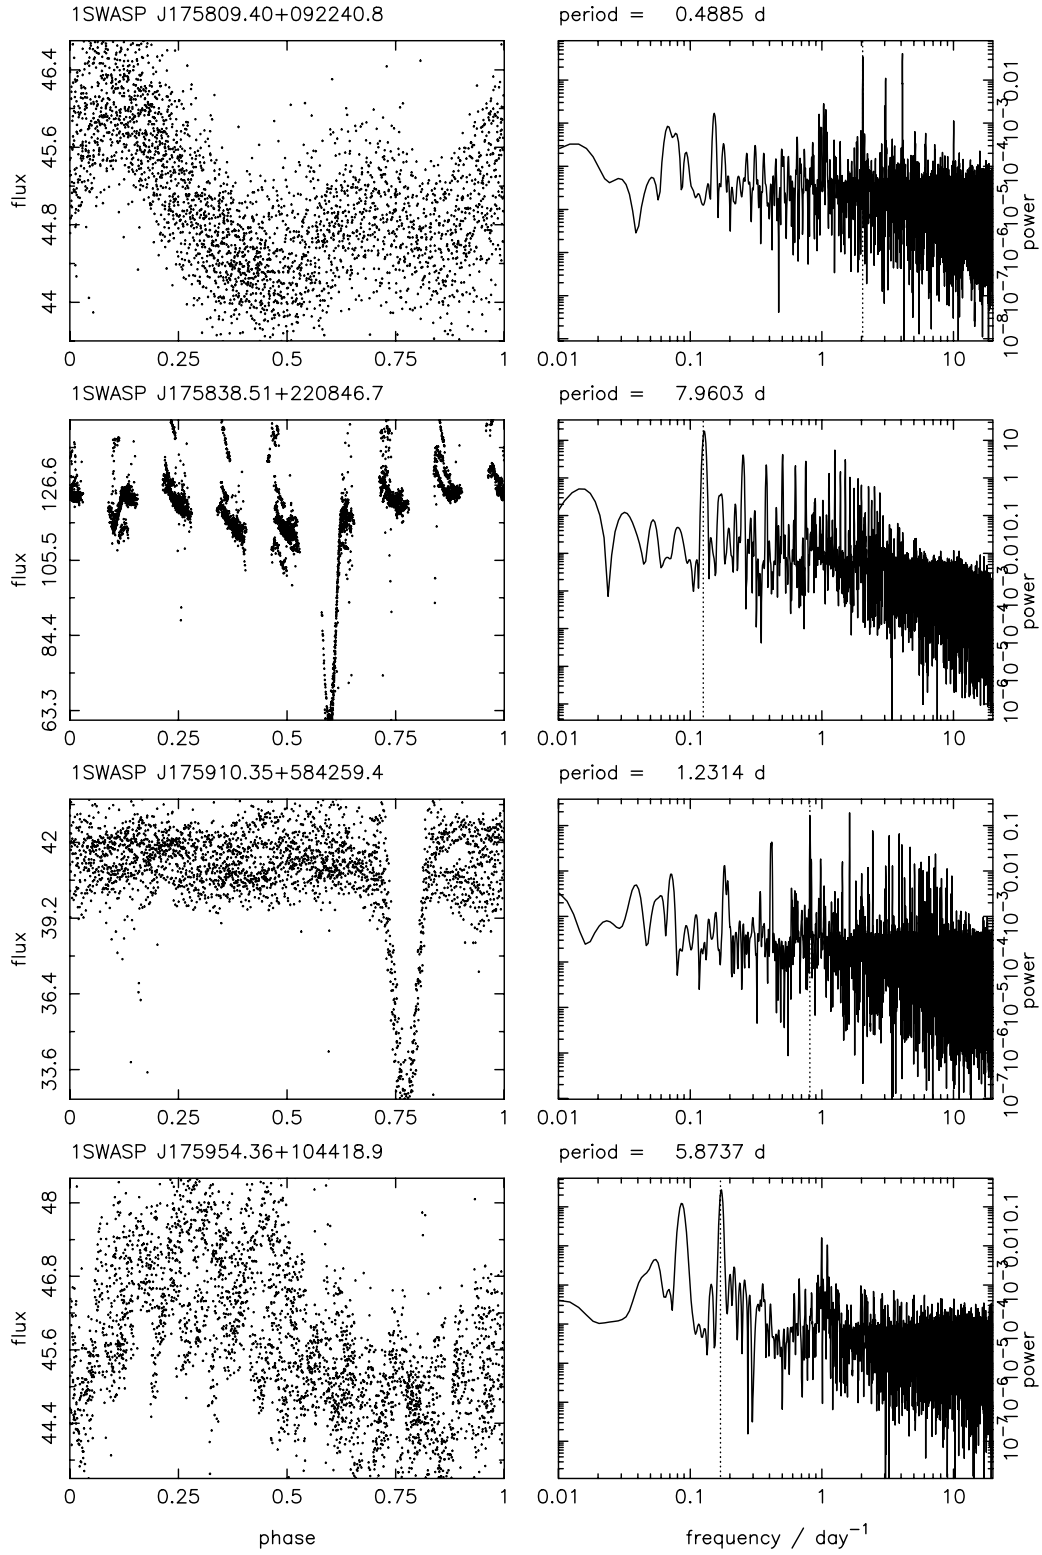 1SWASP J175809.40+092240.8
period = 0.4885 d
46.4
45.6
44.8
44
flux
0 0.25 0.5 0.75 1
0.01
10⁻³
10⁻⁴
10⁻⁵
10⁻⁶
10⁻⁷
10⁻⁸
power
0.01 0.1 1 10
1SWASP J175838.51+220846.7
period = 7.9603 d
126.6
105.5
84.4
63.3
flux
0 0.25 0.5 0.75 1
10
1
0.1
0.01
10⁻³
10⁻⁴
10⁻⁵
10⁻⁶
power
0.01 0.1 1 10
1SWASP J175910.35+584259.4
period = 1.2314 d
42
39.2
36.4
33.6
flux
0 0.25 0.5 0.75 1
0.1
0.01
10⁻³
10⁻⁴
10⁻⁵
10⁻⁶
10⁻⁷
power
0.01 0.1 1 10
1SWASP J175954.36+104418.9
period = 5.8737 d
48
46.8
45.6
44.4
flux
0 0.25 0.5 0.75 1
phase
0.1
0.01
10⁻³
10⁻⁴
10⁻⁵
10⁻⁶
10⁻⁷
power
0.01 0.1 1 10
frequency / day⁻¹